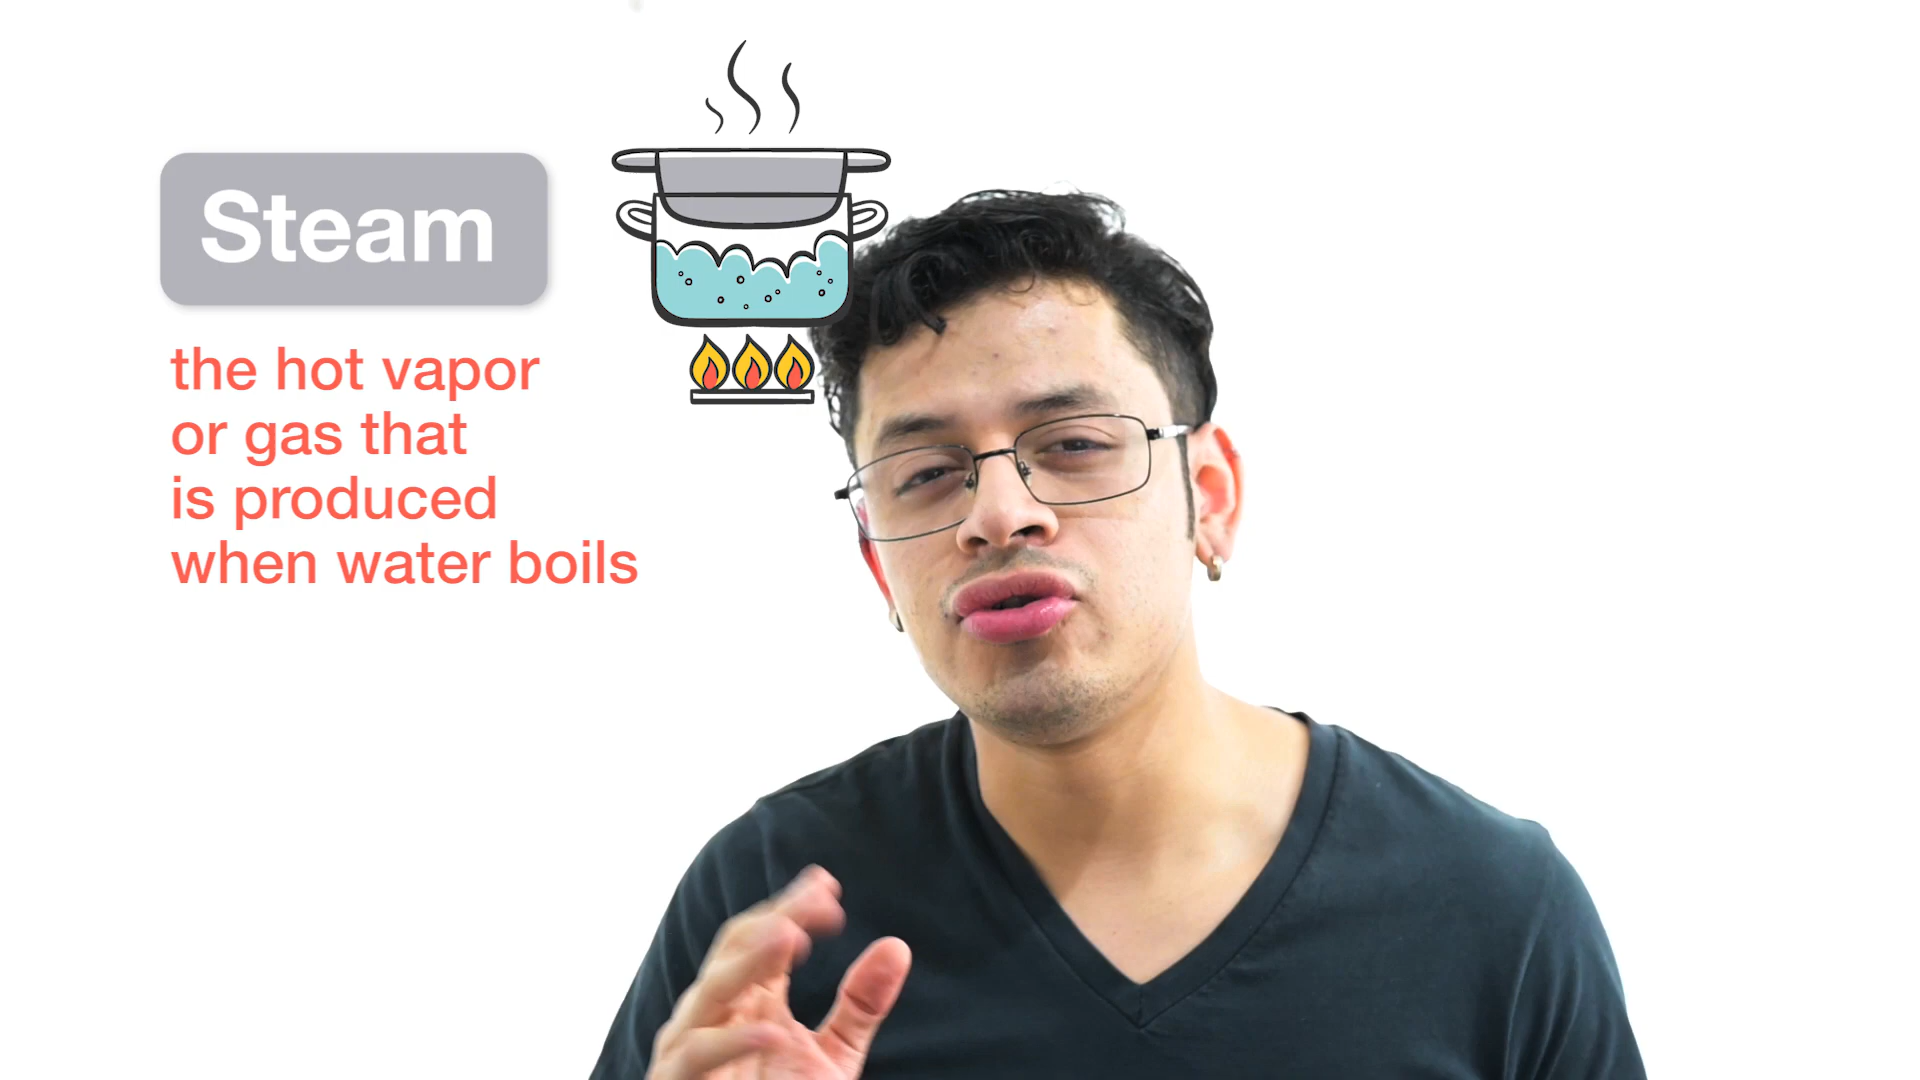 Steam
the hot vapor
or gas that
is produced
when water boils